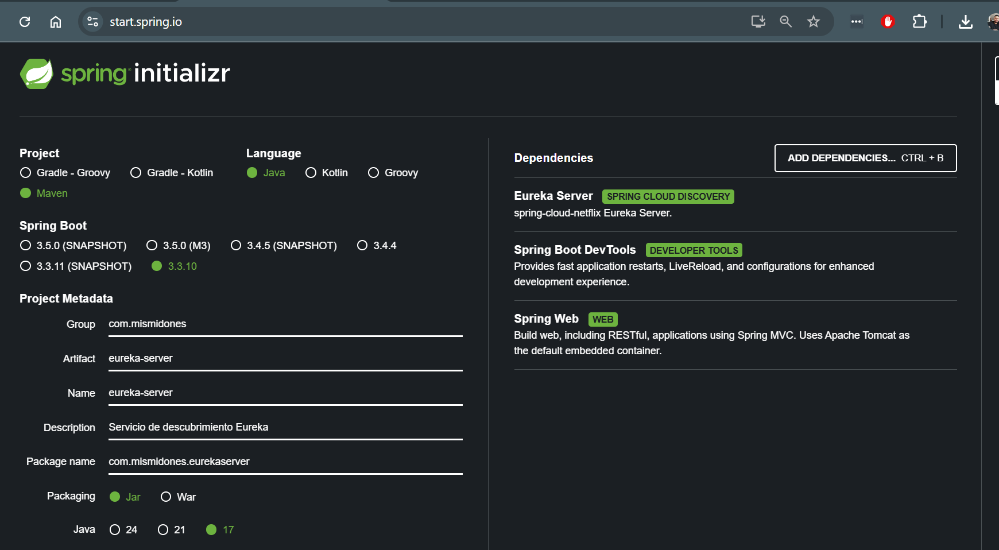 start.spring.io
spring initializr
Project
Gradle - Groovy Gradle - Kotlin
Maven
Language
Java Kotlin Groovy
Spring Boot
3.5.0 (SNAPSHOT) 3.5.0 (M3) 3.4.5 (SNAPSHOT) 3.4.4
3.3.11 (SNAPSHOT) 3.3.10
Project Metadata
Group com.mismidones
Artifact eureka-server
Name eureka-server
Description Servicio de descubrimiento Eureka
Package name com.mismidones.eurekaserver
Packaging Jar War
Java 24 21 17
Dependencies ADD DEPENDENCIES... CTRL + B
Eureka Server SPRING CLOUD DISCOVERY
spring-cloud-netflix Eureka Server.
Spring Boot DevTools DEVELOPER TOOLS
Provides fast application restarts, LiveReload, and configurations for enhanced
development experience.
Spring Web WEB
Build web, including RESTful, applications using Spring MVC. Uses Apache Tomcat as
the default embedded container.